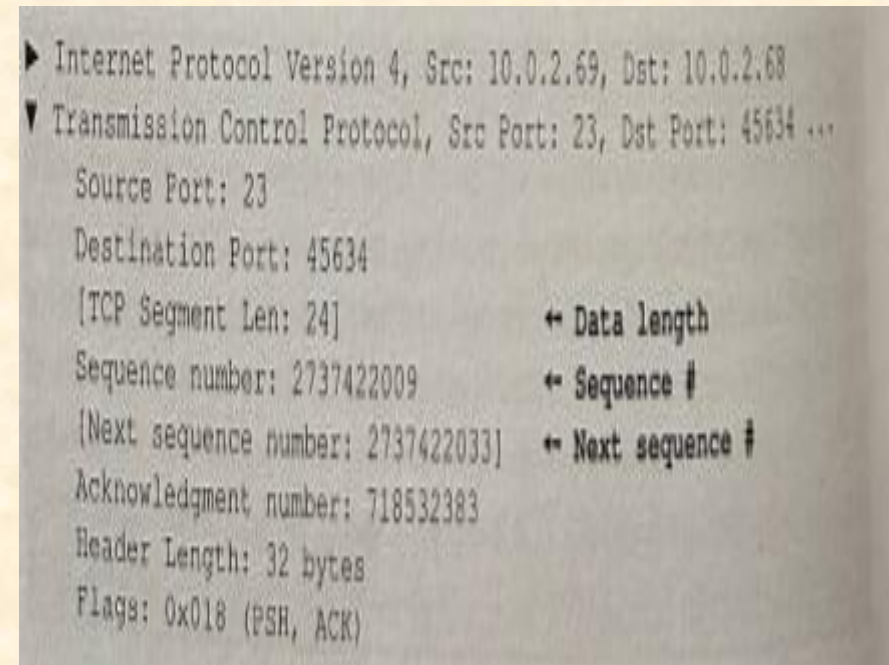 ▶ Internet Protocol Version 4, Src: 10.0.2.69, Dst: 10.0.2.68
▼ Transmission Control Protocol, Src Port: 23, Dst Port: 45634 ...
Source Port: 23
Destination Port: 45634
[TCP Segment Len: 24] ← Data length
Sequence number: 2737422009 ← Sequence #
[Next sequence number: 2737422033] ← Next sequence #
Acknowledgment number: 718532383
Header Length: 32 bytes
Flags: 0x018 (PSH, ACK)